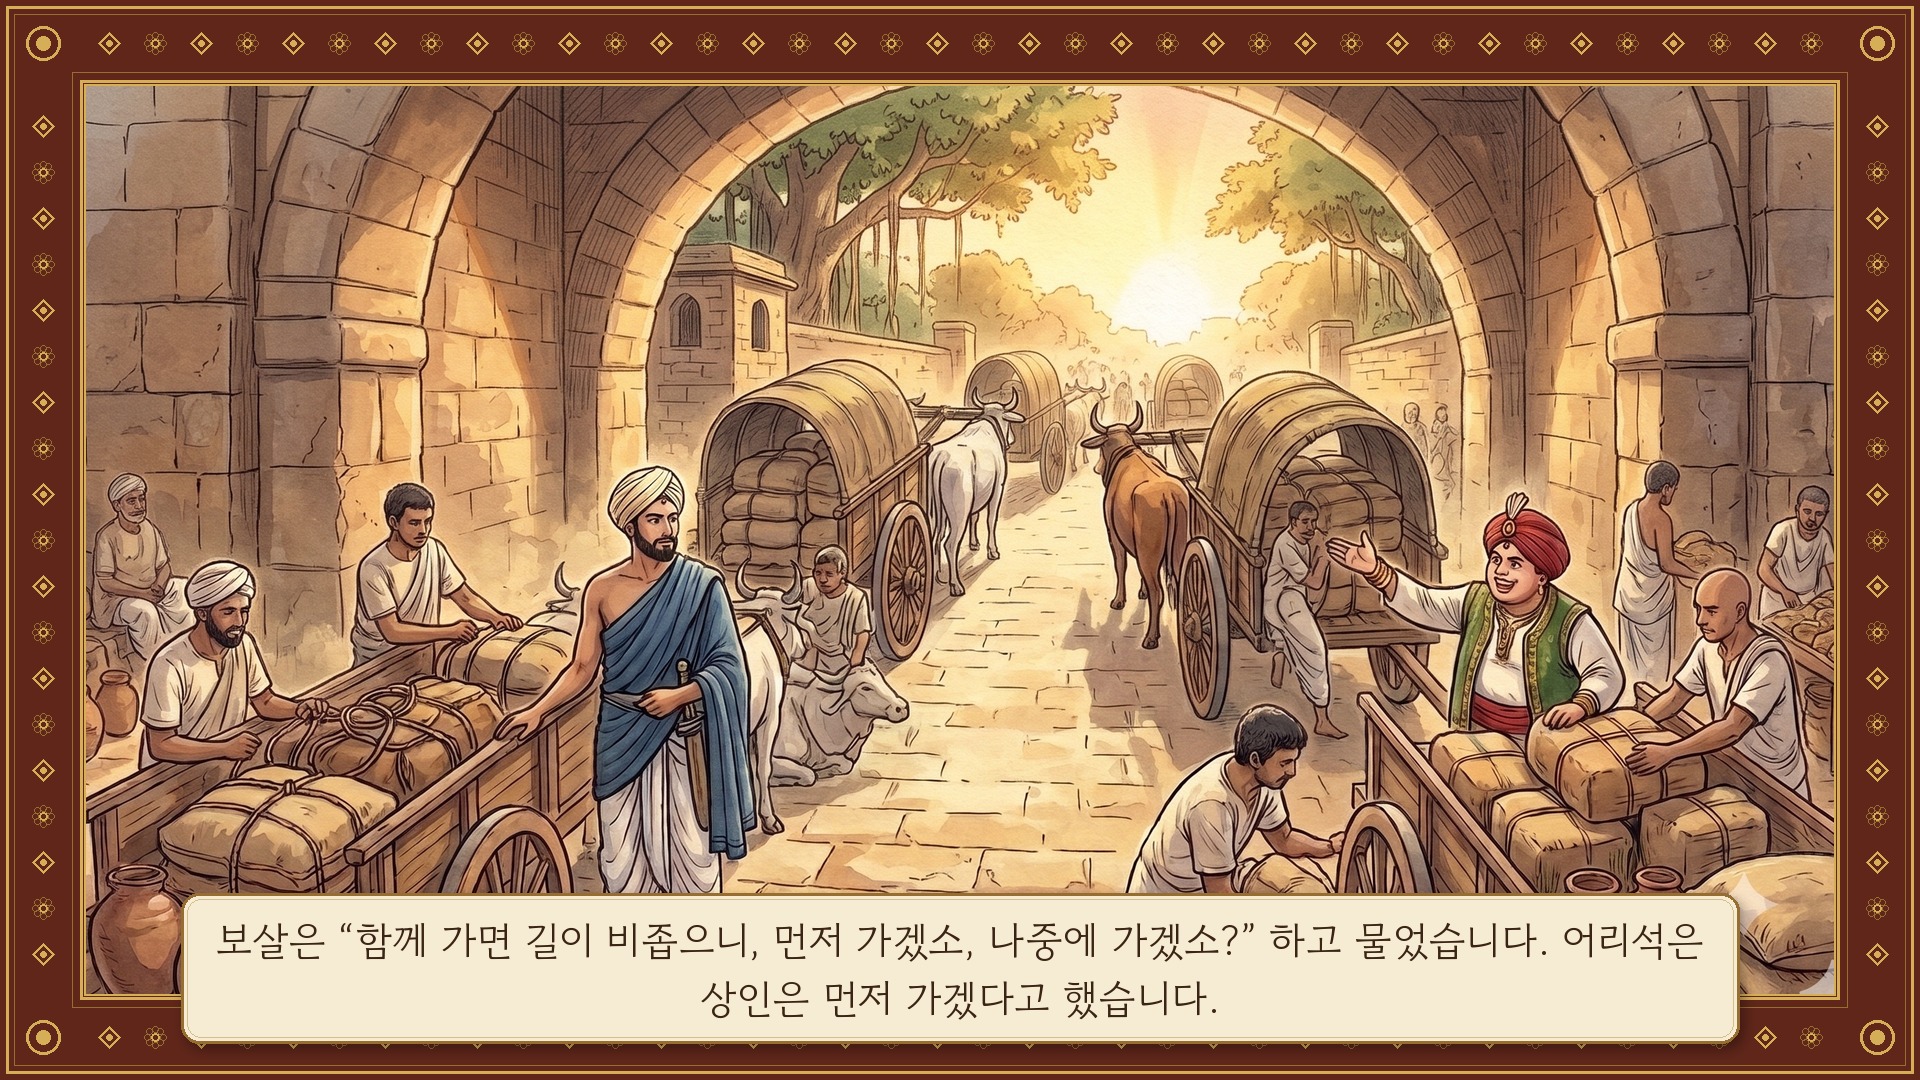 보살은 “함께 가면 길이 비좁으니, 먼저 가겠소, 나중에 가겠소?” 하고 물었습니다. 어리석은
상인은 먼저 가겠다고 했습니다.